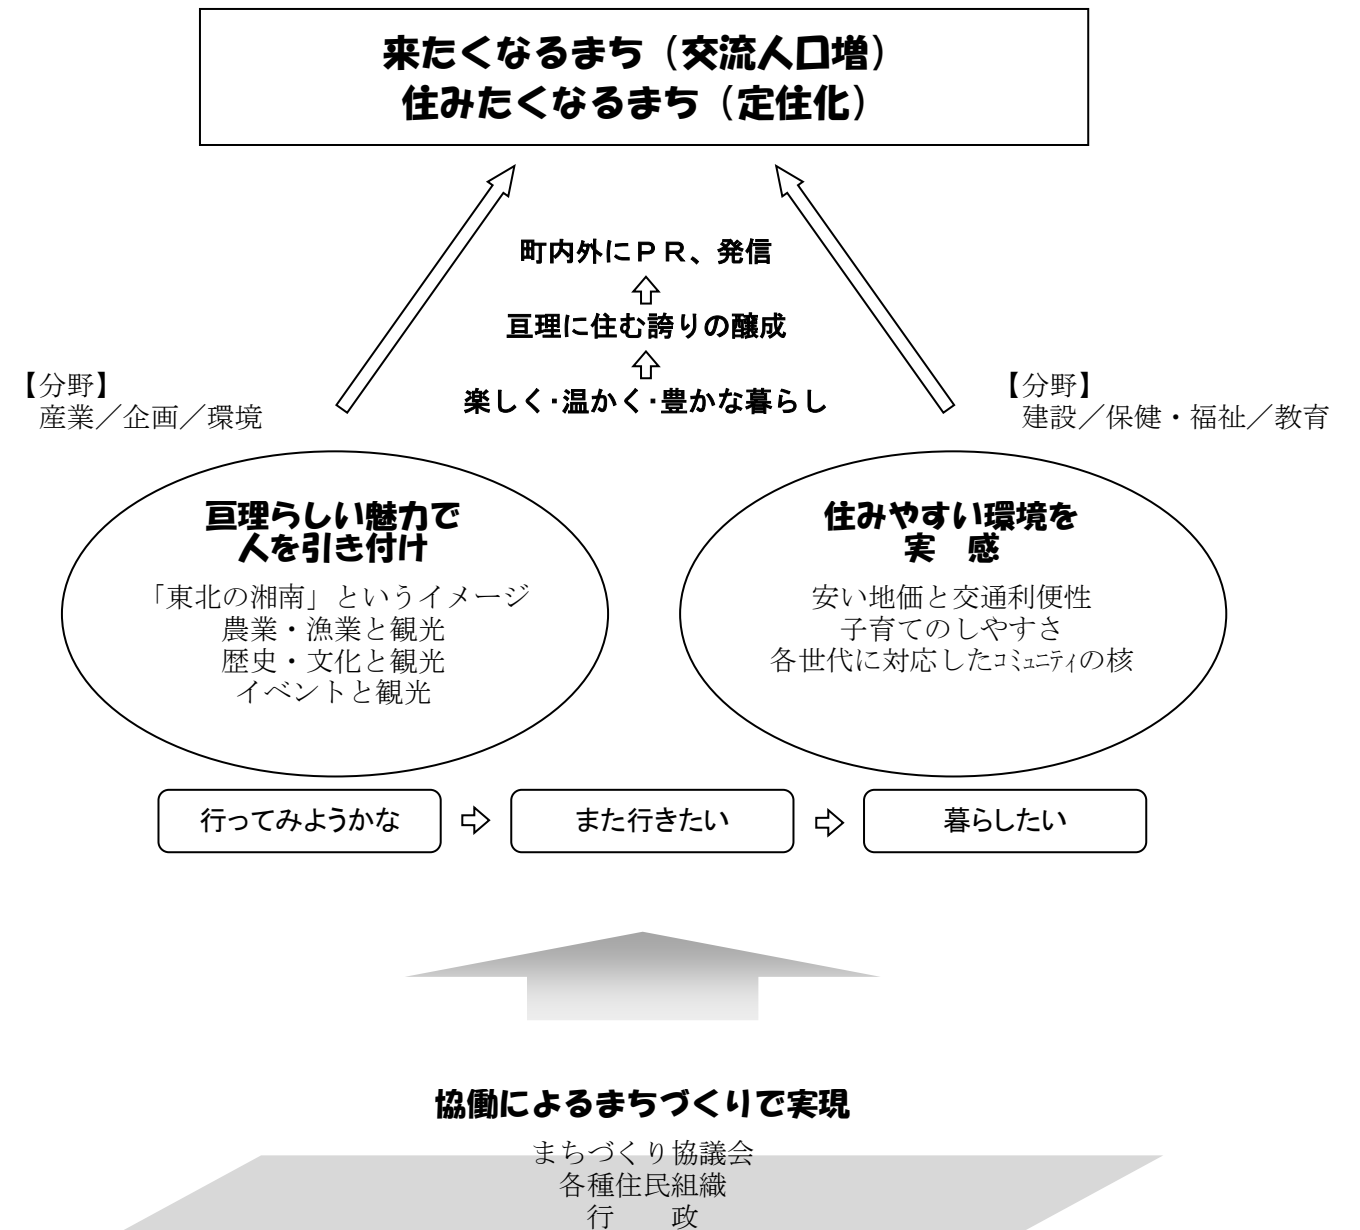 来たくなるまち（交流人口増）
住みたくなるまち（定住化）
町内外にＰＲ、発信
亘理に住む誇りの醸成
楽しく・温かく・豊かな暮らし
【分野】
産業／企画／環境
【分野】
建設／保健・福祉／教育
亘理らしい魅力で
人を引き付け
「東北の湘南」というイメージ
農業・漁業と観光
歴史・文化と観光
イベントと観光
住みやすい環境を
実　感
安い地価と交通利便性
子育てのしやすさ
各世代に対応したｺﾐｭﾆﾃｨの核
行ってみようかな
また行きたい
暮らしたい
協働によるまちづくりで実現
まちづくり協議会
各種住民組織
行　　政